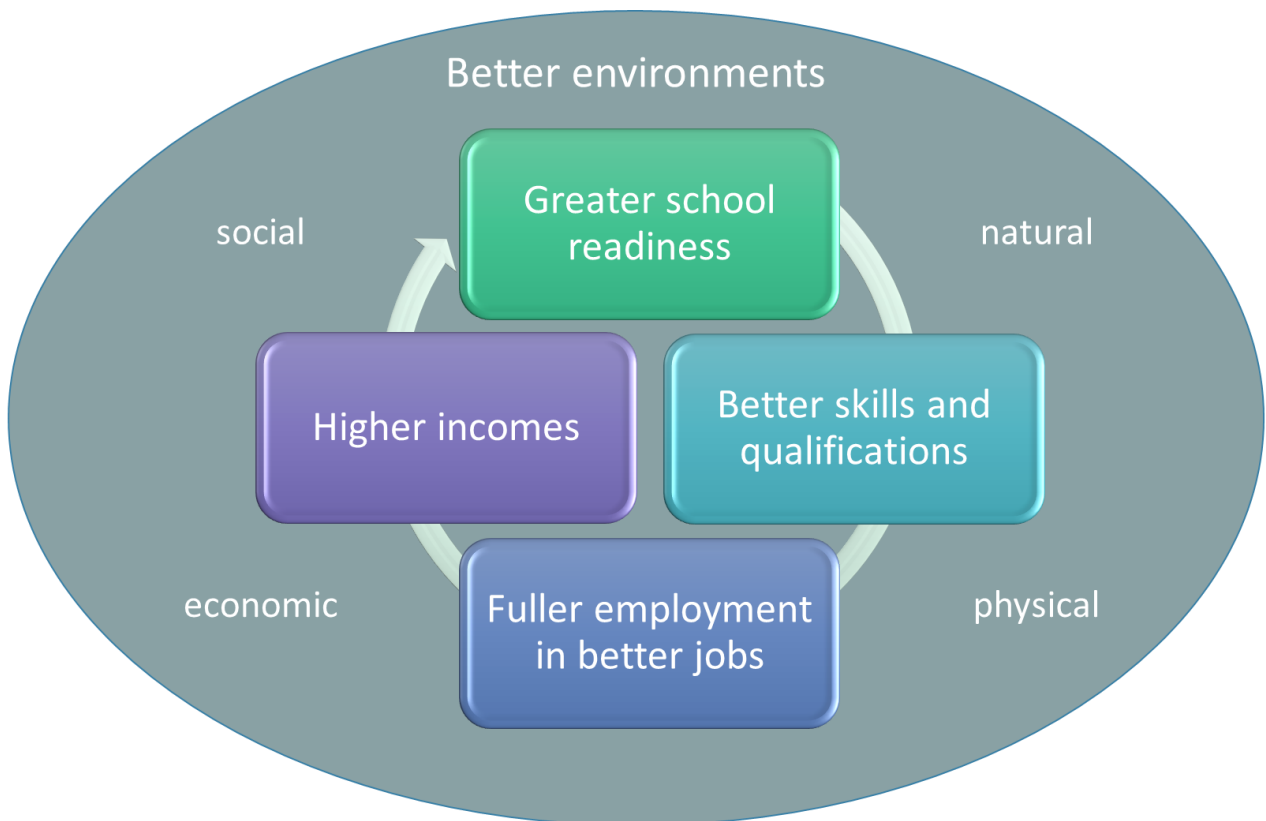 Better environments
Greater school
readiness
social
natural
Higher incomes
Better skills and
qualifications
economic
Fuller employment
in better jobs
physical